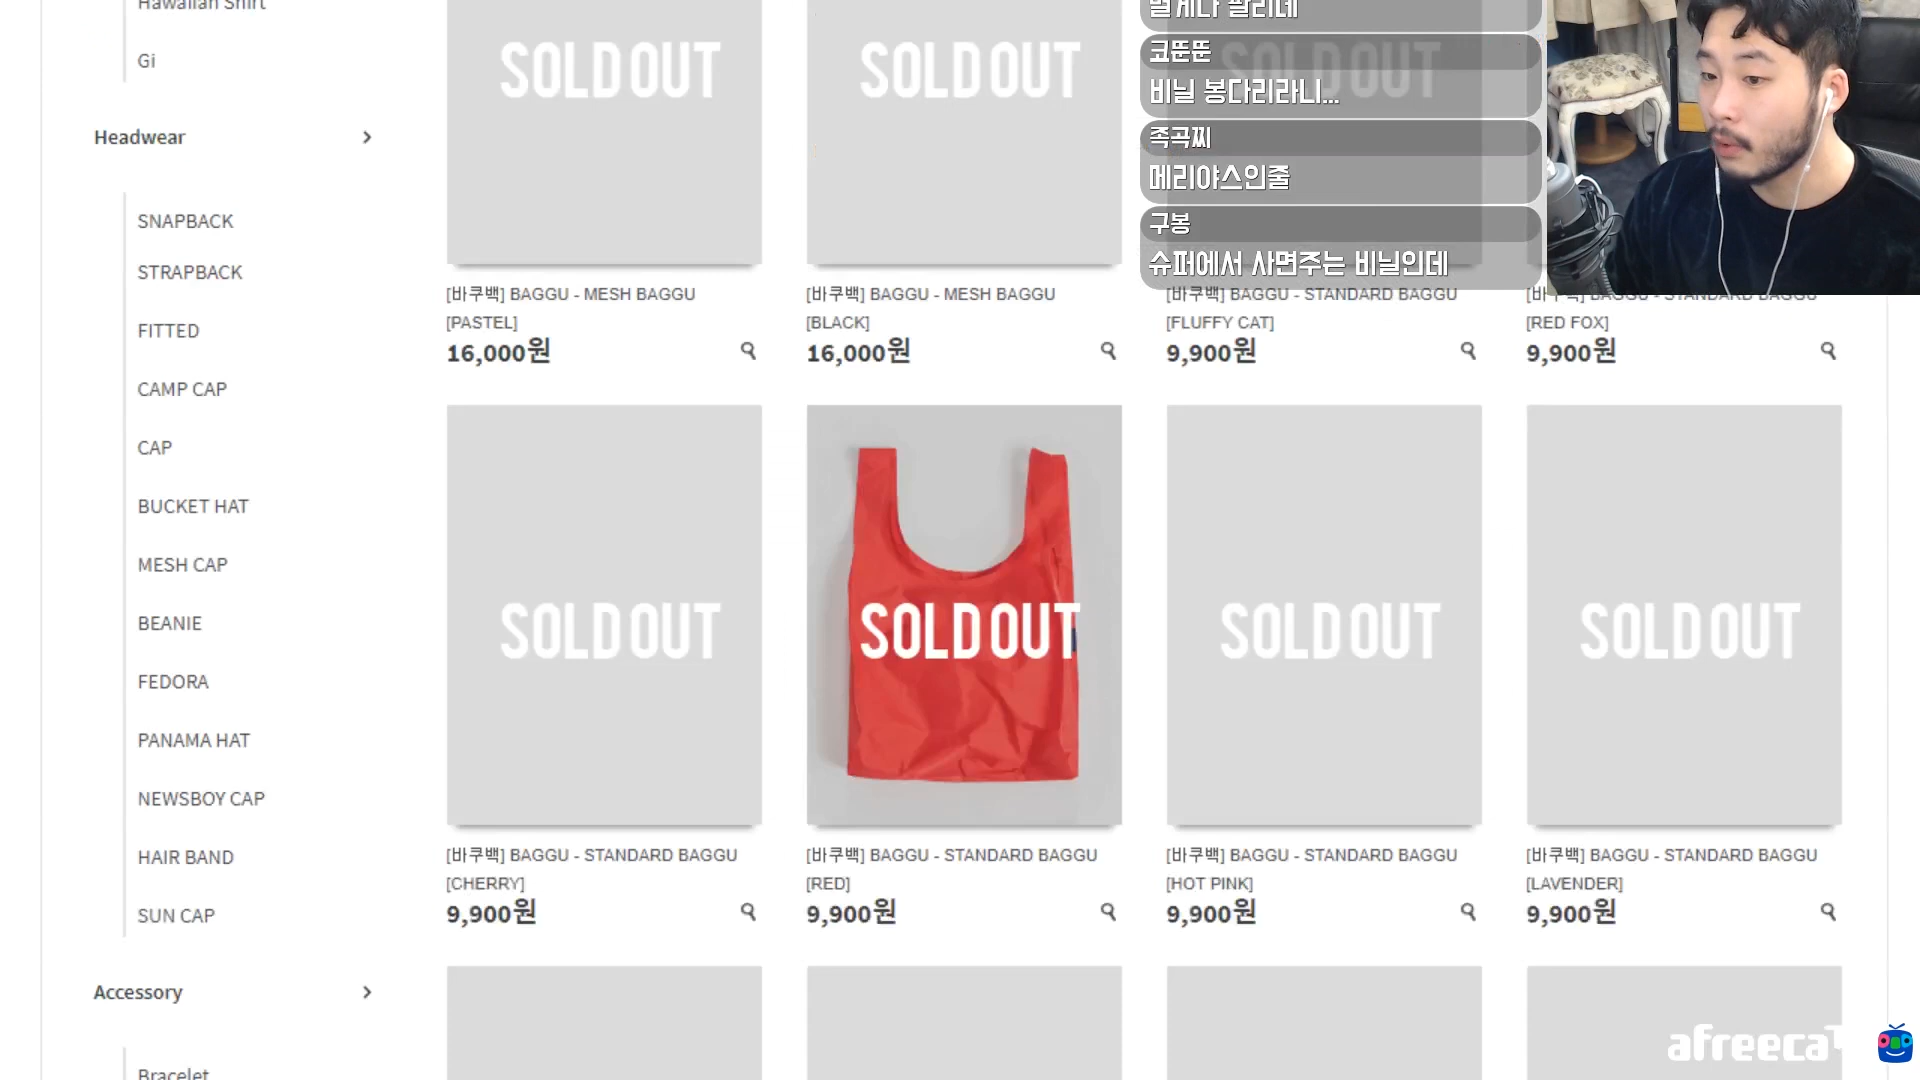 Hawaiian Shirt
Gi
Headwear
SNAPBACK
STRAPBACK
FITTED
CAMP CAP
CAP
BUCKET HAT
MESH CAP
BEANIE
FEDORA
PANAMA HAT
NEWSBOY CAP
HAIR BAND
SUN CAP
Accessory
Bracelet
SOLD OUT
SOLD OUT
SOLD OUT
[바쿠백] BAGGU - MESH BAGGU
[PASTEL]
16,000원
[바쿠백] BAGGU - MESH BAGGU
[BLACK]
16,000원
[바쿠백] BAGGU - STANDARD BAGGU
[FLUFFY CAT]
9,900원
[바쿠백] BAGGU - STANDARD BAGGU
[RED FOX]
9,900원
SOLD OUT
SOLD OUT
SOLD OUT
SOLD OUT
[바쿠백] BAGGU - STANDARD BAGGU
[CHERRY]
9,900원
[바쿠백] BAGGU - STANDARD BAGGU
[RED]
9,900원
[바쿠백] BAGGU - STANDARD BAGGU
[HOT PINK]
9,900원
[바쿠백] BAGGU - STANDARD BAGGU
[LAVENDER]
9,900원
별게다 팔리네
코뚠뚠
비닐 봉다리라니...
족곡찌
메리야스인줄
구봉
슈퍼에서 사면주는 비닐인데
afreecaT